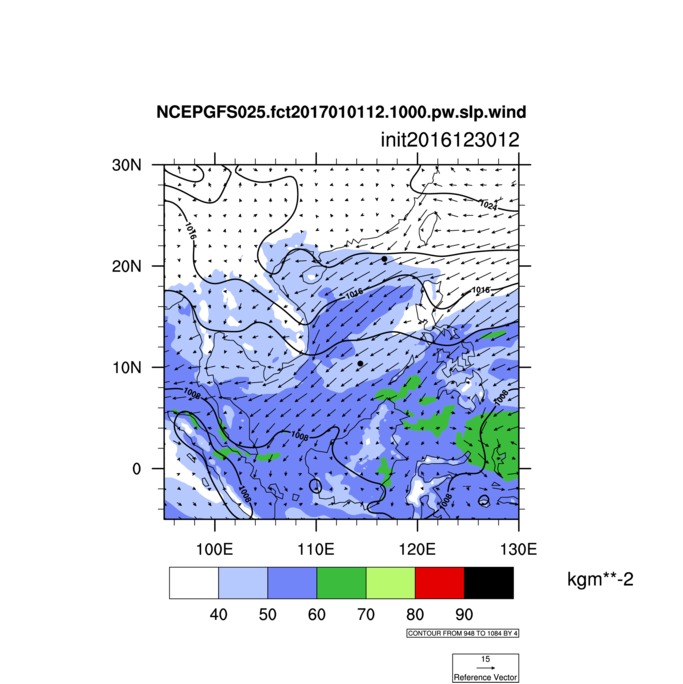 NCEPGFS025.fct2017010112.1000.pw.slp.wind
init2016123012
30N
20N
10N
0
1024
1016
1016
1016
1008
1008
1008
1008
1008
100E 110E 120E 130E
kgm**-2
40 50 60 70 80 90
CONTOUR FROM 948 TO 1084 BY 4
15
Reference Vector